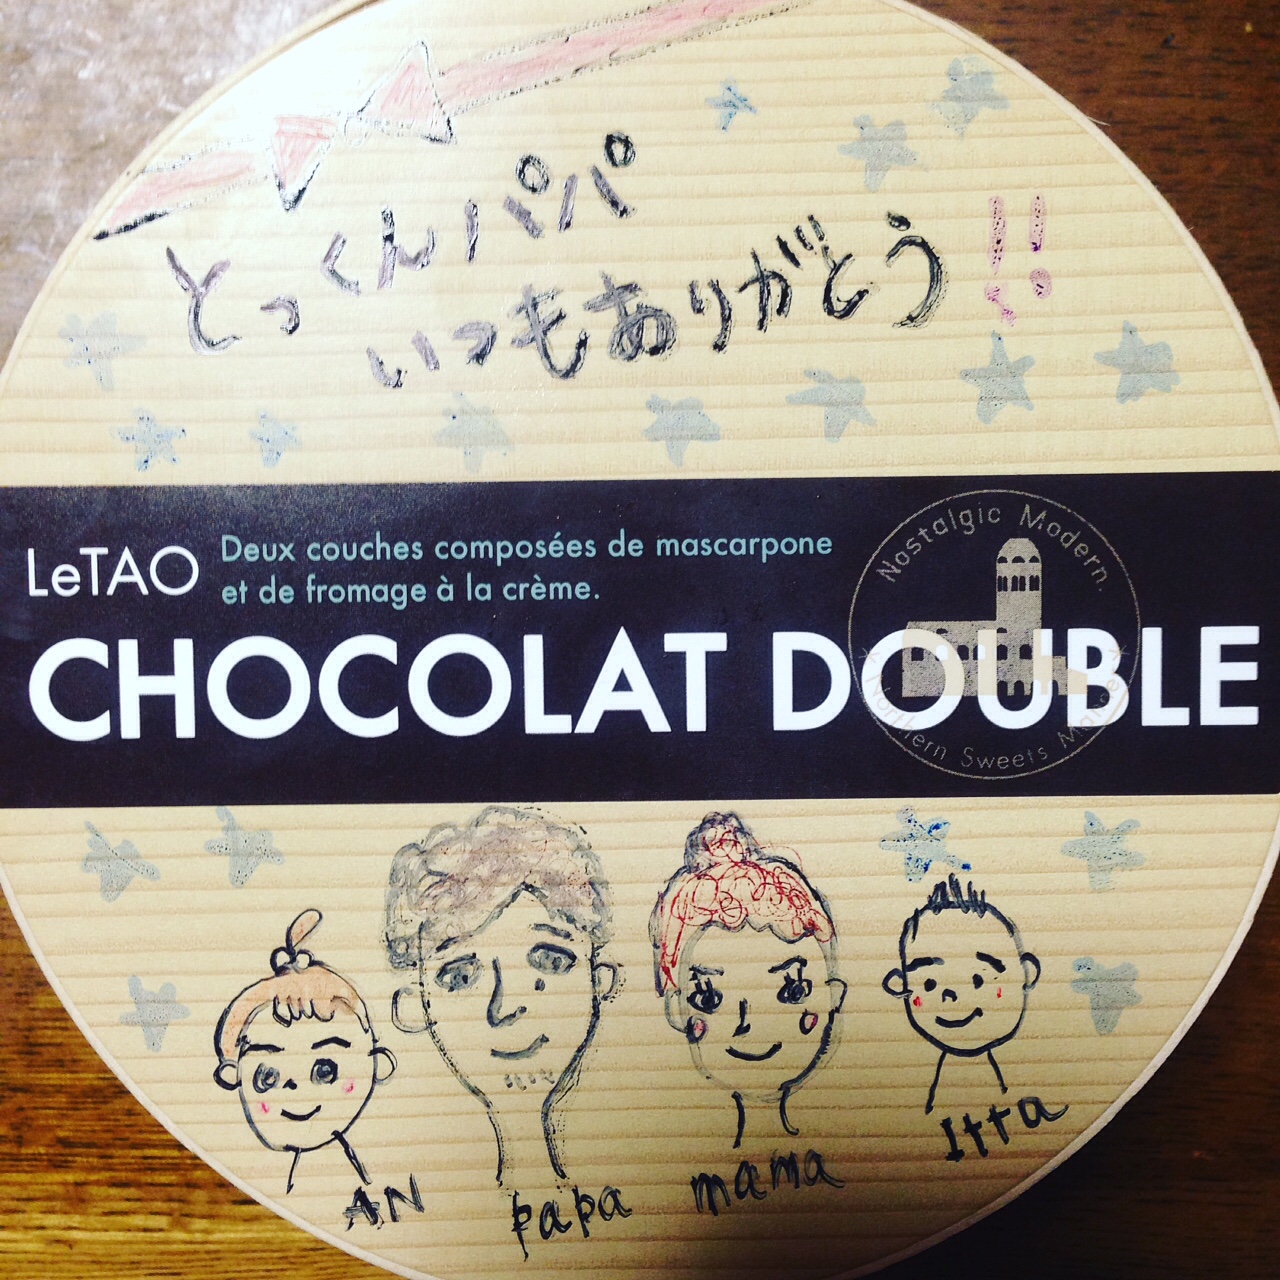 とっくんパパ
いつもありがとう!!
LeTAO
Deux couches composées de mascarpone
et de fromage à la crème.
CHOCOLAT DOUBLE
Nostalgic Modern.
Northern Sweets Manner
AN
papa
mama
Itta